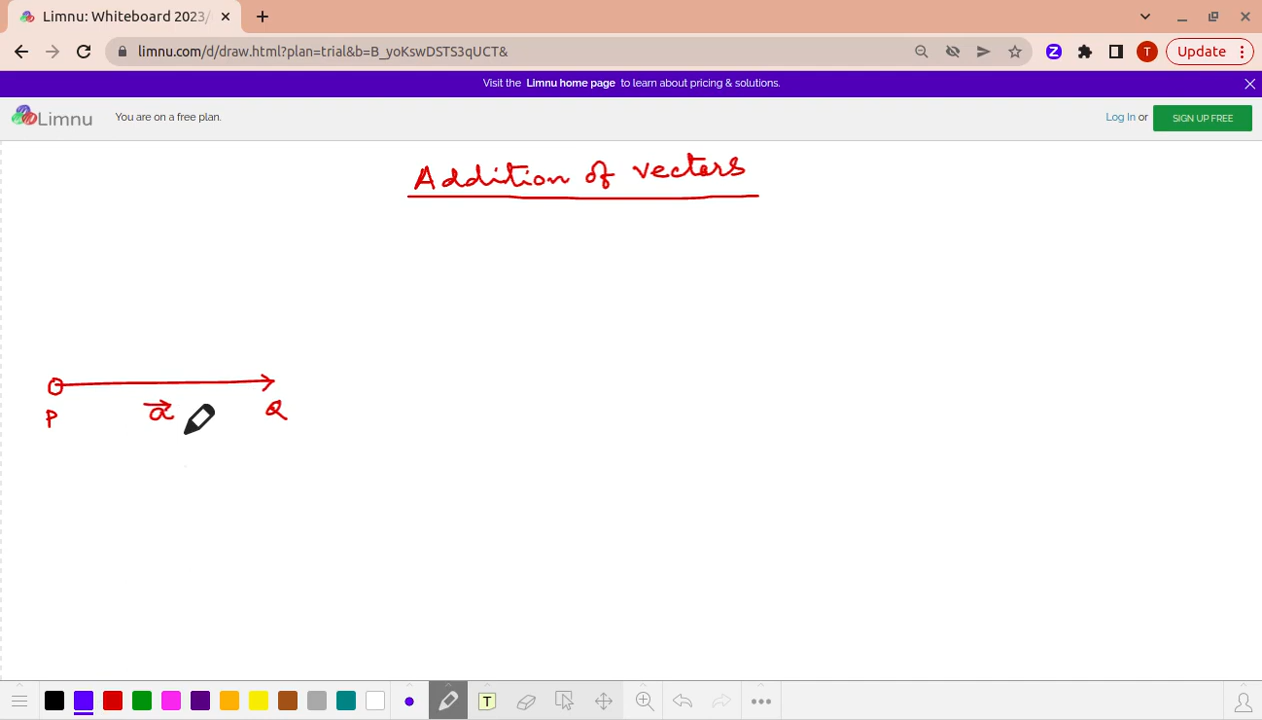 Limnu: Whiteboard 2023/
limnu.com/d/draw.html?plan=trial&b=B_yoKswDSTS3qUCT&
Z
T
Update
Visit the Limnu home page to learn about pricing & solutions.
Limnu
You are on a free plan.
Log In or
SIGN UP FREE
Addition of vectors
P
a⃗
Q
T